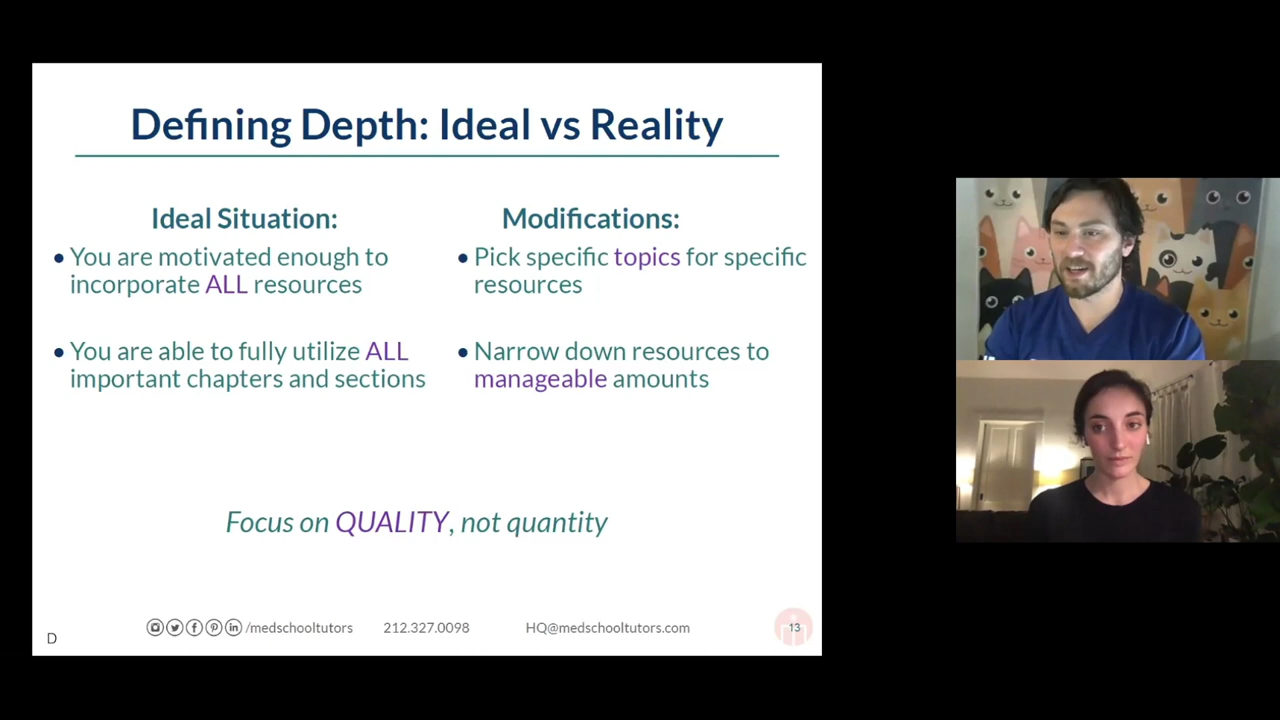 Defining Depth: Ideal vs Reality
Ideal Situation:
• You are motivated enough to
incorporate ALL resources
• You are able to fully utilize ALL
important chapters and sections
Modifications:
• Pick specific topics for specific
resources
• Narrow down resources to
manageable amounts
Focus on QUALITY, not quantity
D
/medschooltutors
212.327.0098
HQ@medschooltutors.com
13